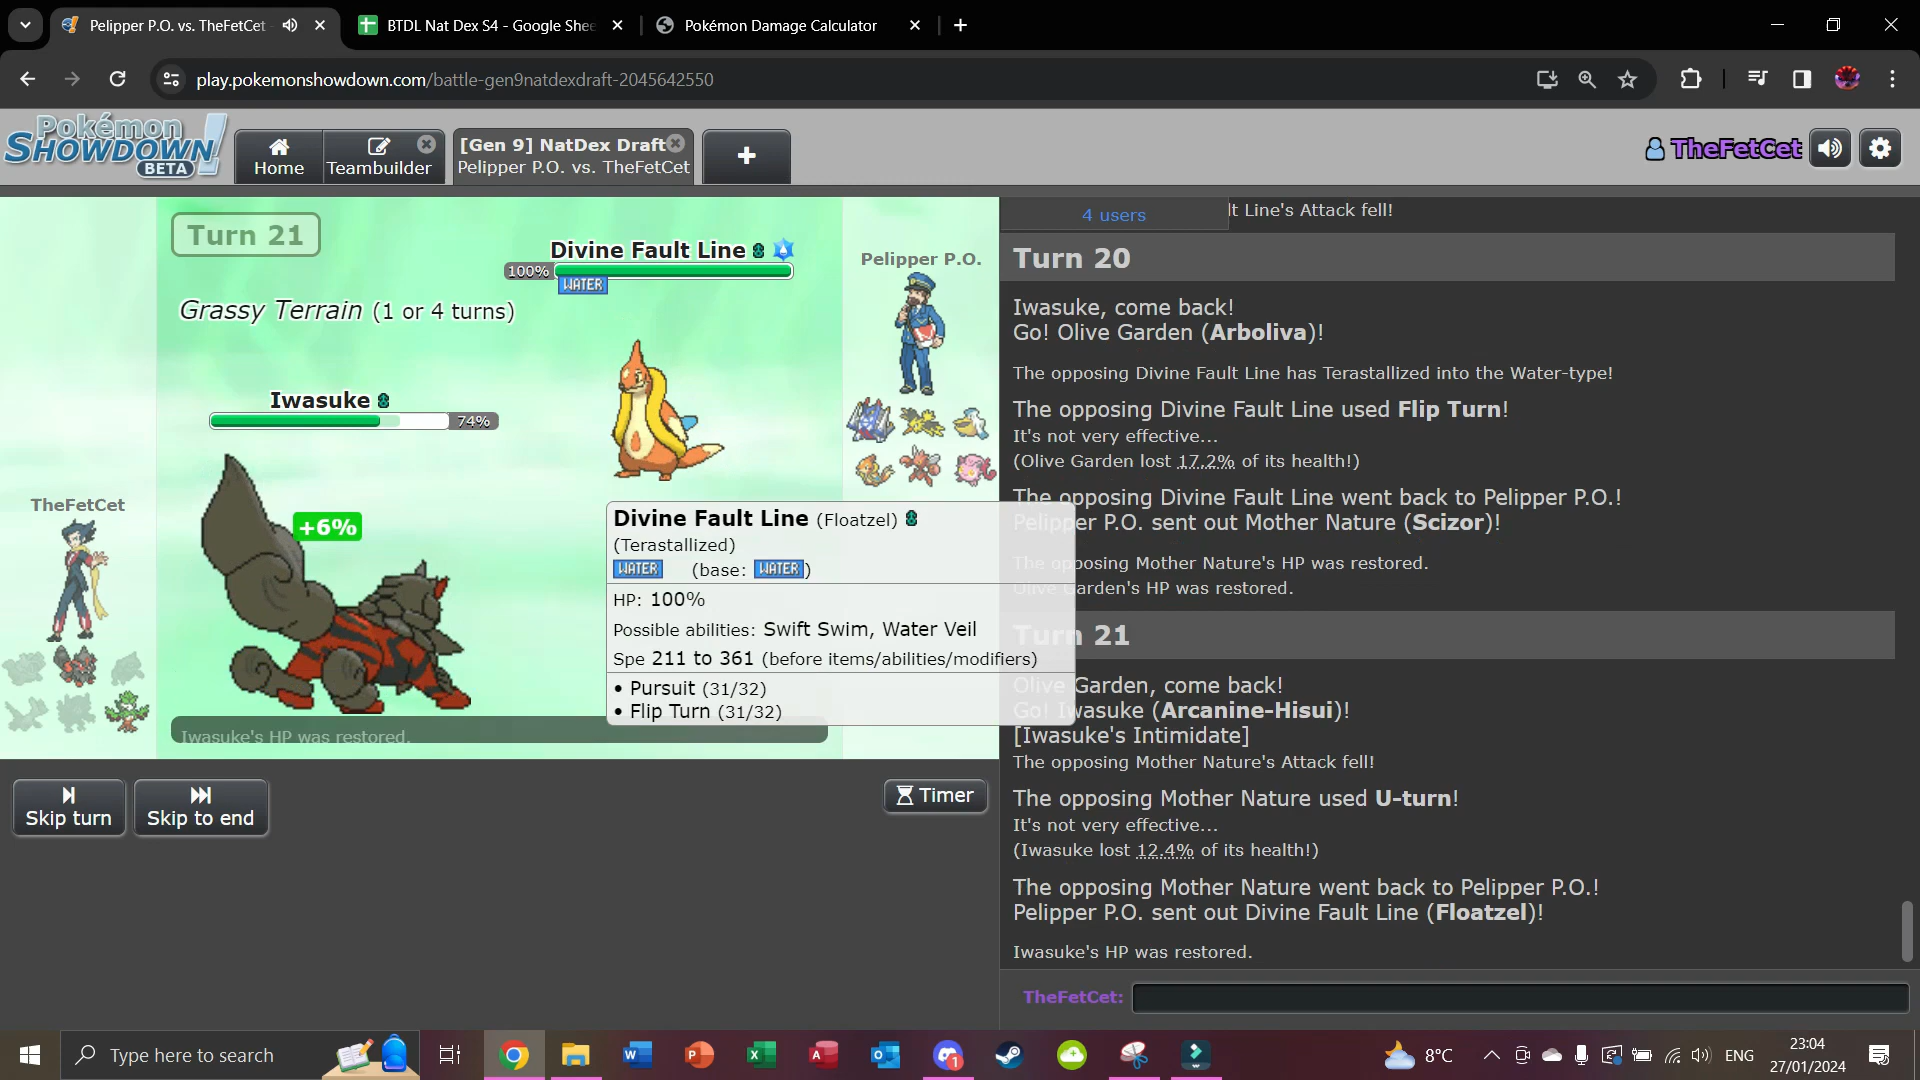 Pelipper P.O. vs. TheFetCet
BTDL Nat Dex S4 - Google Shee
Pokémon Damage Calculator
play.pokemonshowdown.com/battle-gen9natdexdraft-2045642550
Pokémon
SHOWDOWN!
BETA
Home
Teambuilder
[Gen 9] NatDex Draft
Pelipper P.O. vs. TheFetCet
TheFetCet
Turn 21
Divine Fault Line
100%
WATER
Grassy Terrain (1 or 4 turns)
Iwasuke
74%
+6%
Pelipper P.O.
TheFetCet
Divine Fault Line (Floatzel)
(Terastallized)
WATER (base: WATER)
HP: 100%
Possible abilities: Swift Swim, Water Veil
Spe 211 to 361 (before items/abilities/modifiers)
• Pursuit (31/32)
• Flip Turn (31/32)
Iwasuke's HP was restored.
Skip turn
Skip to end
Timer
4 users
lt Line's Attack fell!
Turn 20
Iwasuke, come back!
Go! Olive Garden (Arboliva)!
The opposing Divine Fault Line has Terastallized into the Water-type!
The opposing Divine Fault Line used Flip Turn!
It's not very effective...
(Olive Garden lost 17.2% of its health!)
The opposing Divine Fault Line went back to Pelipper P.O.!
Pelipper P.O. sent out Mother Nature (Scizor)!
The opposing Mother Nature's HP was restored.
Olive Garden's HP was restored.
Turn 21
Olive Garden, come back!
Go! Iwasuke (Arcanine-Hisui)!
[Iwasuke's Intimidate]
The opposing Mother Nature's Attack fell!
The opposing Mother Nature used U-turn!
It's not very effective...
(Iwasuke lost 12.4% of its health!)
The opposing Mother Nature went back to Pelipper P.O.!
Pelipper P.O. sent out Divine Fault Line (Floatzel)!
Iwasuke's HP was restored.
TheFetCet:
Type here to search
8°C
ENG
23:04
27/01/2024